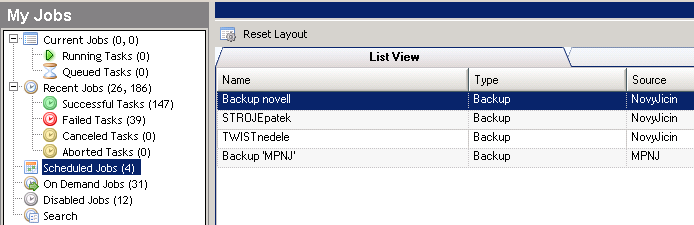 My Jobs
Current Jobs (0, 0)
Running Tasks (0)
Queued Tasks (0)
Recent Jobs (26, 186)
Successful Tasks (147)
Failed Tasks (39)
Canceled Tasks (0)
Aborted Tasks (0)
Scheduled Jobs (4)
On Demand Jobs (31)
Disabled Jobs (12)
Search
Reset Layout
List View
Name Type Source
Backup novell Backup NovyJicin
STROJEpatek Backup NovyJicin
TWISTnedele Backup NovyJicin
Backup 'MPNJ' Backup MPNJ